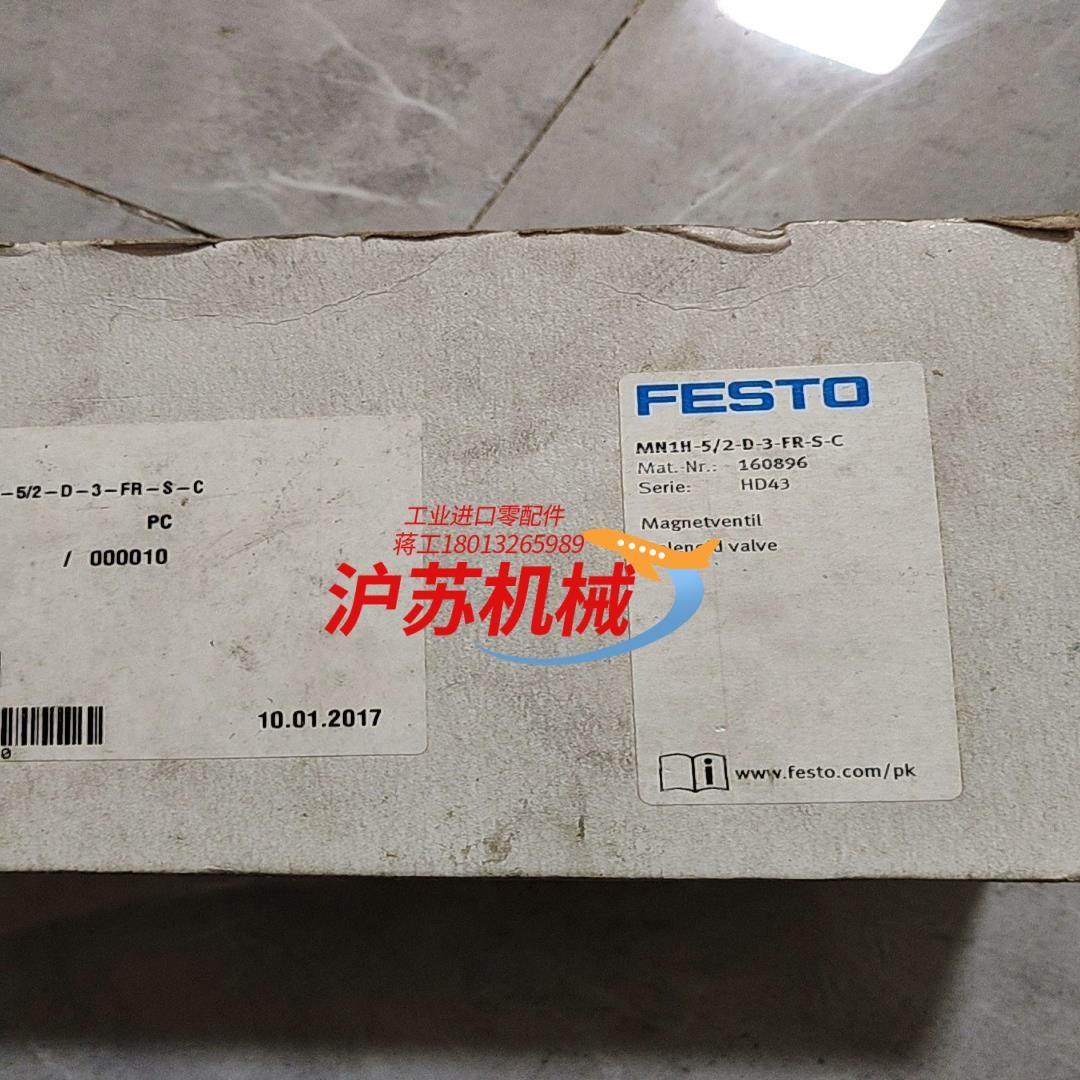 -5/2-D-3-FR-S-C
PC
/ 000010
0
10.01.2017
工业进口零配件
蒋工18013265989
沪苏机械
FESTO
MN1H-5/2-D-3-FR-S-C
Mat.-Nr.: 160896
Serie: HD43
Magnetventil
valve
www.festo.com/pk